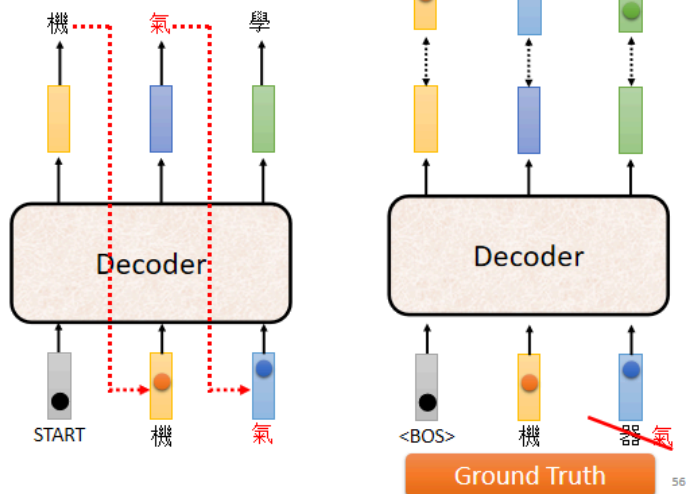 機 氣 學
Decoder
START 機 氣
Decoder
<BOS> 機 器 氣
Ground Truth
56